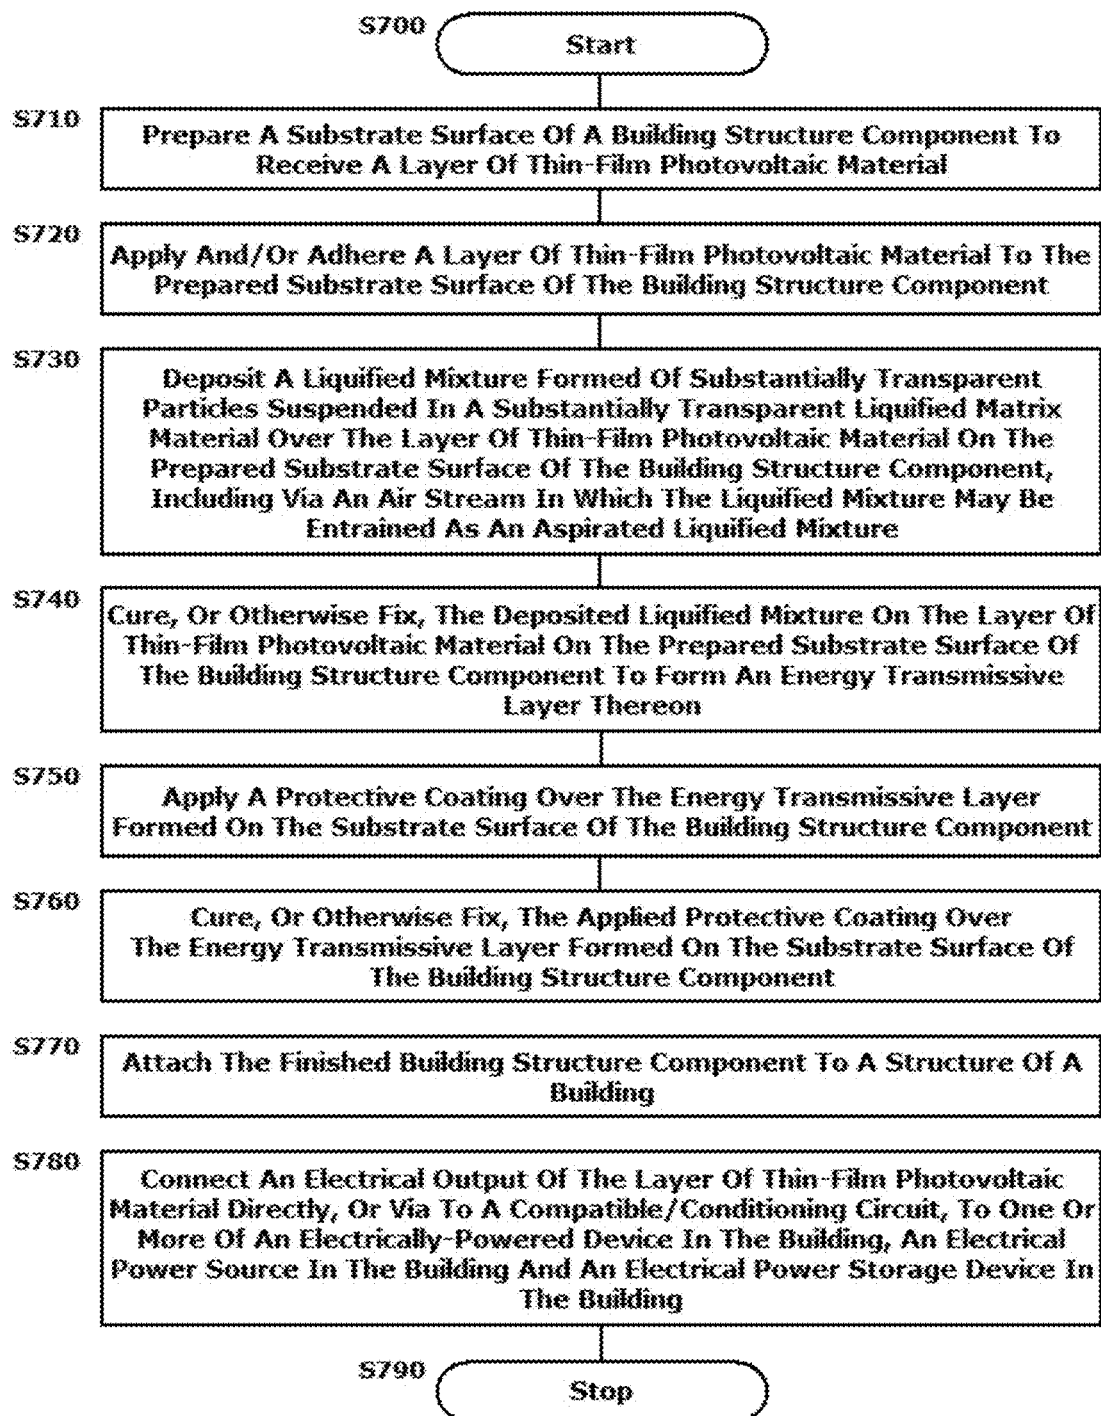 S700
Start
S710
Prepare A Substrate Surface Of A Building Structure Component To
Receive A Layer Of Thin-Film Photovoltaic Material
S720
Apply And/Or Adhere A Layer Of Thin-Film Photovoltaic Material To The
Prepared Substrate Surface Of The Building Structure Component
S730
Deposit A Liquified Mixture Formed Of Substantially Transparent
Particles Suspended In A Substantially Transparent Liquified Matrix
Material Over The Layer Of Thin-Film Photovoltaic Material On The
Prepared Substrate Surface Of The Building Structure Component,
Including Via An Air Stream In Which The Liquified Mixture May Be
Entrained As An Aspirated Liquified Mixture
S740
Cure, Or Otherwise Fix, The Deposited Liquified Mixture On The Layer Of
Thin-Film Photovoltaic Material On The Prepared Substrate Surface Of
The Building Structure Component To Form An Energy Transmissive
Layer Thereon
S750
Apply A Protective Coating Over The Energy Transmissive Layer
Formed On The Substrate Surface Of The Building Structure Component
S760
Cure, Or Otherwise Fix, The Applied Protective Coating Over
The Energy Transmissive Layer Formed On The Substrate Surface Of
The Building Structure Component
S770
Attach The Finished Building Structure Component To A Structure Of A
Building
S780
Connect An Electrical Output Of The Layer Of Thin-Film Photovoltaic
Material Directly, Or Via To A Compatible/Conditioning Circuit, To One Or
More Of An Electrically-Powered Device In The Building, An Electrical
Power Source In The Building And An Electrical Power Storage Device In
The Building
S790
Stop